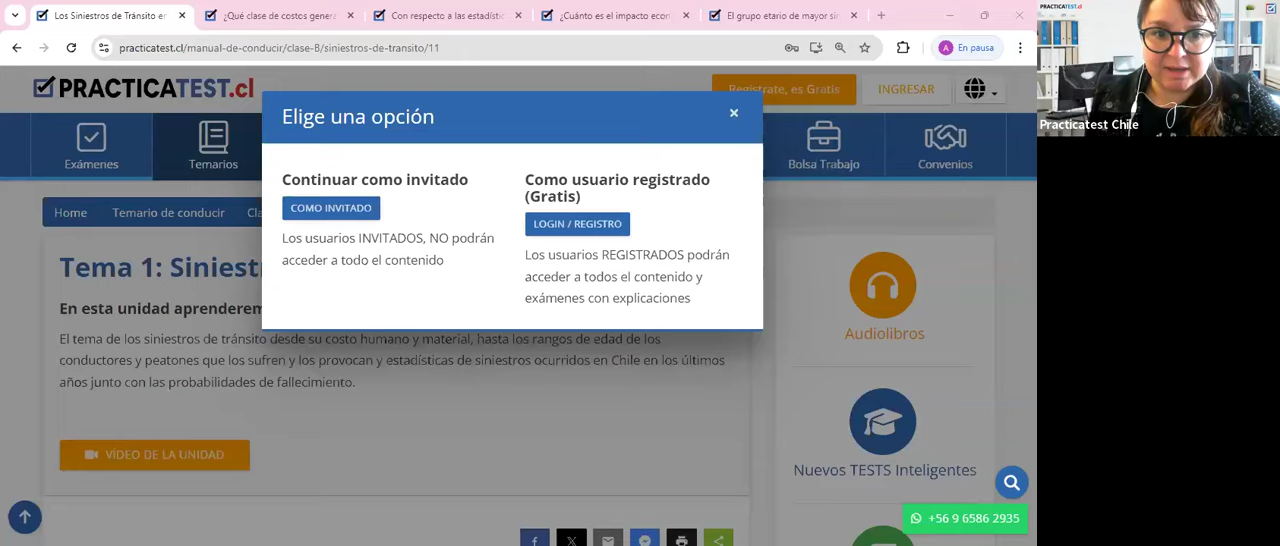 Los Siniestros de Tránsito er
¿Qué clase de costos genera
Con respecto a las estadístic
¿Cuánto es el impacto econ
El grupo etario de mayor sin
practicatest.cl/manual-de-conducir/clase-B/siniestros-de-transito/11
A
En pausa
PRACTICATEST.cl
PRACTICATEST.cl
Regístrate, es Gratis
INGRESAR
Elige una opción
×
Exámenes
Temarios
Bolsa Trabajo
Convenios
Continuar como invitado
COMO INVITADO
Los usuarios INVITADOS, NO podrán
acceder a todo el contenido
Como usuario registrado
(Gratis)
LOGIN / REGISTRO
Los usuarios REGISTRADOS podrán
acceder a todos el contenido y
exámenes con explicaciones
Practicatest Chile
Home
Temario de conducir
Cla
Tema 1: Siniestr
En esta unidad aprenderem
El tema de los siniestros de tránsito desde su costo humano y material, hasta los rangos de edad de los
conductores y peatones que los sufren y los provocan y estadísticas de siniestros ocurridos en Chile en los últimos
años junto con las probabilidades de fallecimiento.
VÍDEO DE LA UNIDAD
Audiolibros
Nuevos TESTS Inteligentes
+56 9 6586 2935